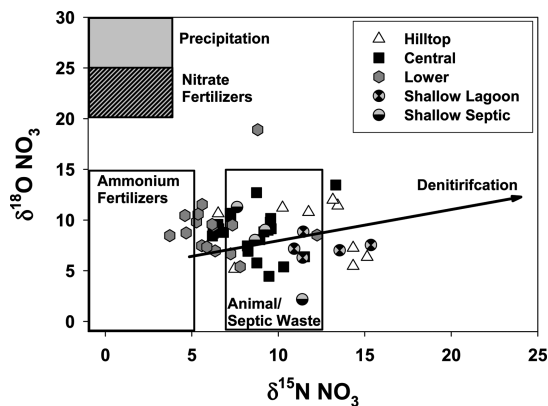 δ18O NO3
30
25
20
15
10
5
0
Precipitation
Nitrate
Fertilizers
Ammonium
Fertilizers
Animal/
Septic Waste
Denitirifcation
Hilltop
Central
Lower
Shallow Lagoon
Shallow Septic
0 5 10 15 20 25
δ15N NO3